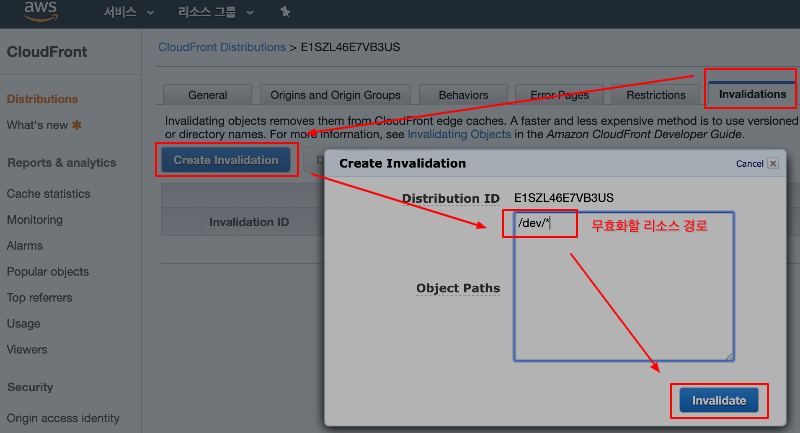 aws
서비스
리소스 그룹
CloudFront
CloudFront Distributions > E1SZL46E7VB3US
General
Origins and Origin Groups
Behaviors
Error Pages
Restrictions
Invalidations
Distributions
What's new
Invalidating objects removes them from CloudFront edge caches. A faster and less expensive method is to use versioned
or directory names. For more information, see Invalidating Objects in the Amazon CloudFront Developer Guide.
Create Invalidation
Reports & analytics
Cache statistics
Monitoring
Alarms
Popular objects
Top referrers
Usage
Viewers
Security
Origin access identity
Invalidation ID
Create Invalidation
Cancel
Distribution ID
E1SZL46E7VB3US
/dev/*
무효화할 리소스 경로
Object Paths
Invalidate